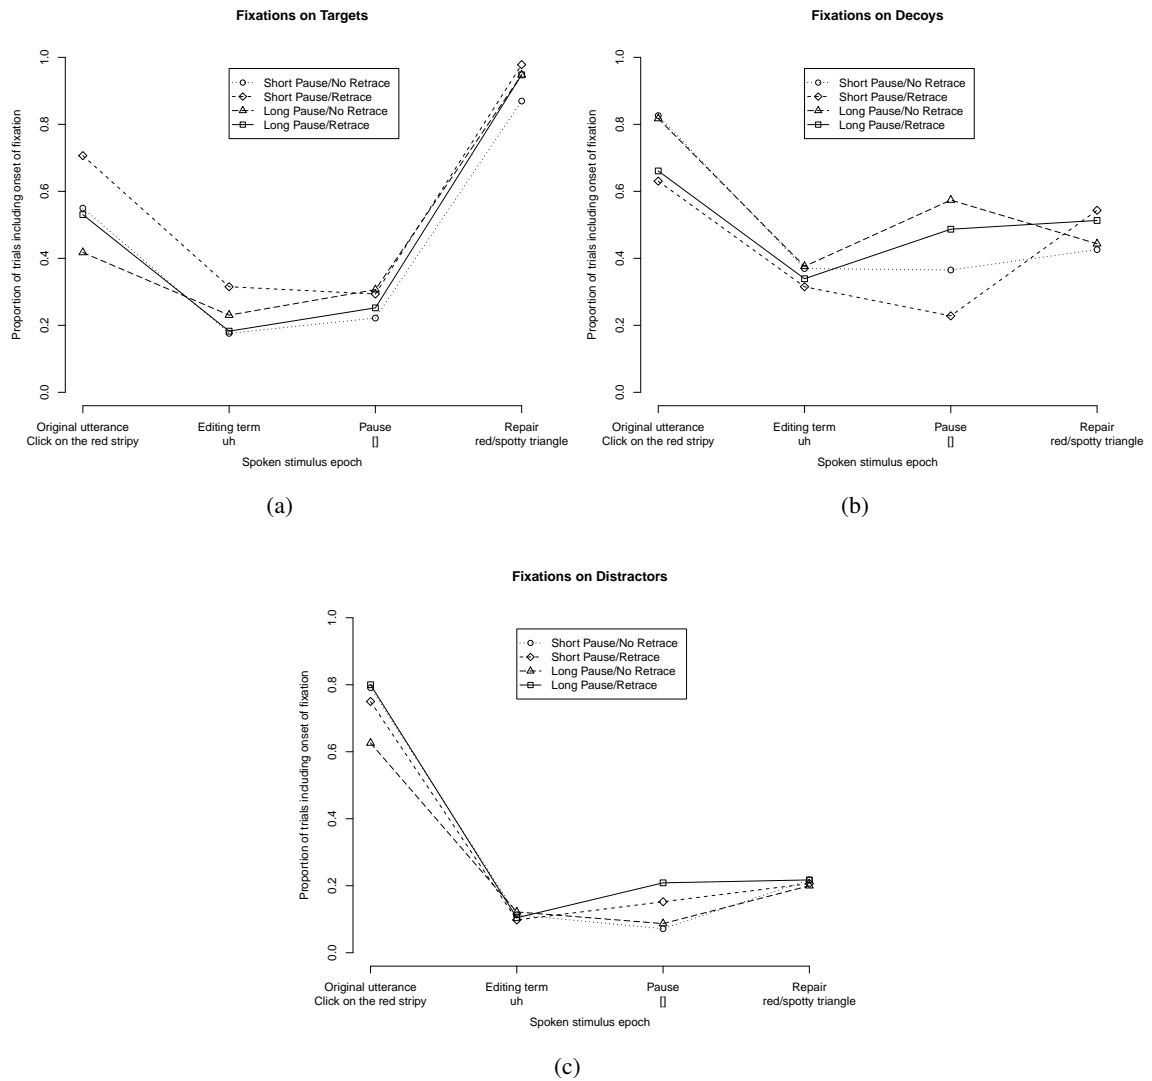 Fixations on Targets
Proportion of trials including onset of fixation
0.0 0.2 0.4 0.6 0.8 1.0
Short Pause/No Retrace
Short Pause/Retrace
Long Pause/No Retrace
Long Pause/Retrace
Original utterance Editing term Pause Repair
Click on the red stripy uh [] red/spotty triangle
Spoken stimulus epoch
(a)
Fixations on Decoys
Proportion of trials including onset of fixation
0.0 0.2 0.4 0.6 0.8 1.0
Short Pause/No Retrace
Short Pause/Retrace
Long Pause/No Retrace
Long Pause/Retrace
Original utterance Editing term Pause Repair
Click on the red stripy uh [] red/spotty triangle
Spoken stimulus epoch
(b)
Fixations on Distractors
Proportion of trials including onset of fixation
0.0 0.2 0.4 0.6 0.8 1.0
Short Pause/No Retrace
Short Pause/Retrace
Long Pause/No Retrace
Long Pause/Retrace
Original utterance Editing term Pause Repair
Click on the red stripy uh [] red/spotty triangle
Spoken stimulus epoch
(c)